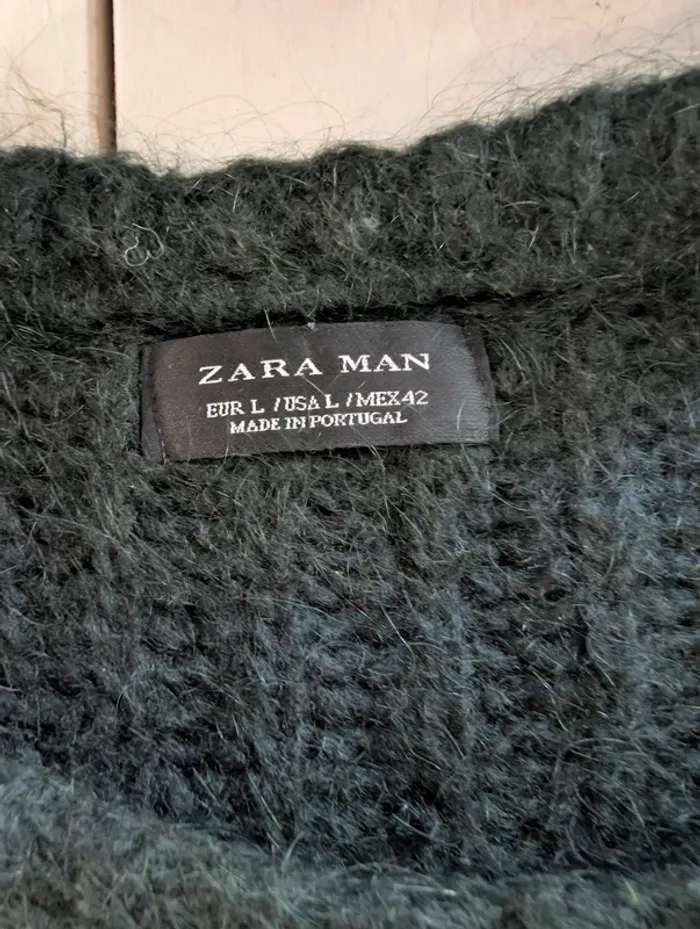 ZARA MAN
EUR L / USA L / MEX 42
MADE IN PORTUGAL